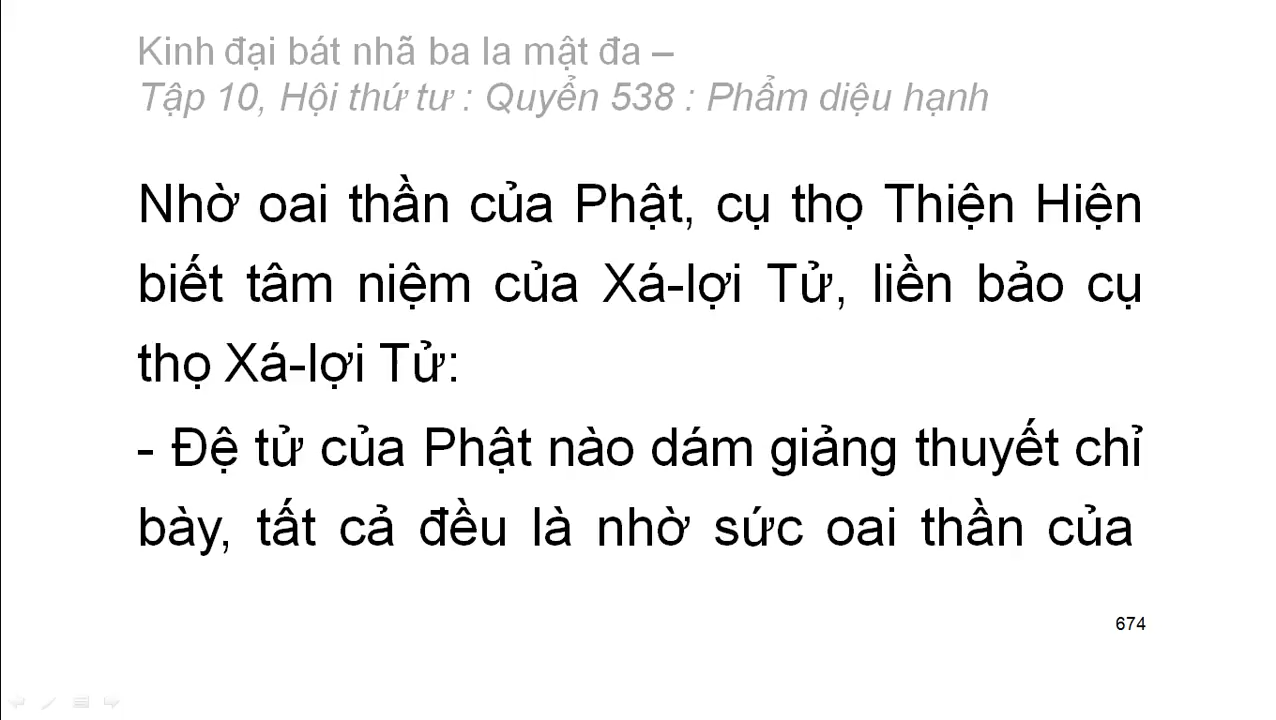 Kinh đại bát nhã ba la mật đa –
Tập 10, Hội thứ tư : Quyển 538 : Phẩm diệu hạnh
Nhờ oai thần của Phật, cụ thọ Thiện Hiện
biết tâm niệm của Xá-lợi Tử, liền bảo cụ
thọ Xá-lợi Tử:
- Đệ tử của Phật nào dám giảng thuyết chỉ
bày, tất cả đều là nhờ sức oai thần của
674